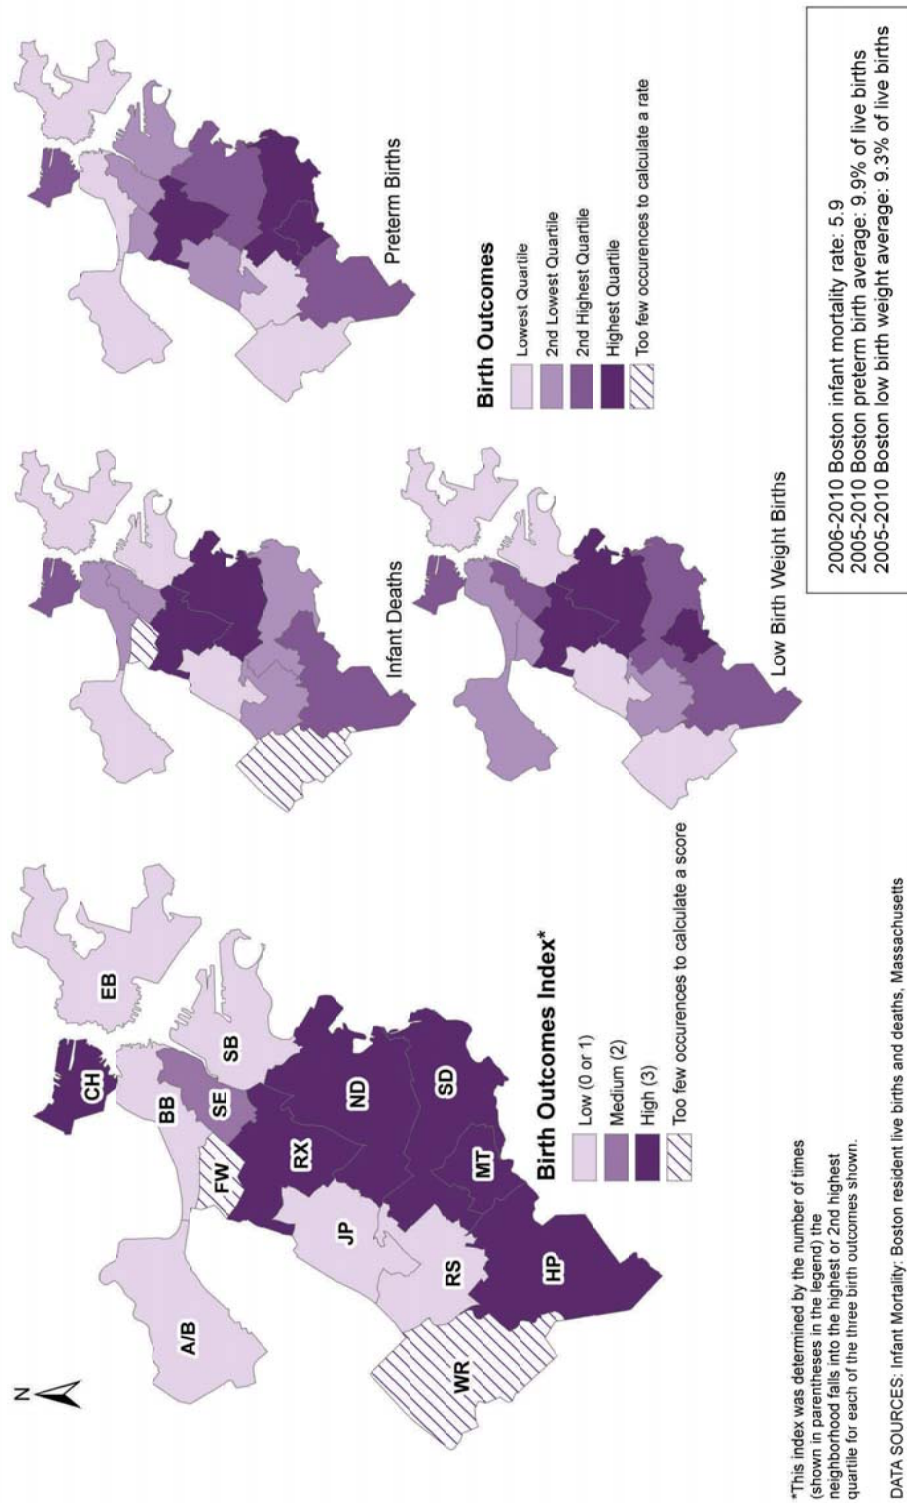 N
EB
CH
BB
SE
SB
FW
A/B
RX
ND
JP
SD
RS
MT
WR
HP
Birth Outcomes Index*
Low (0 or 1)
Medium (2)
High (3)
Too few occurences to calculate a score
Infant Deaths
Low Birth Weight Births
Preterm Births
Birth Outcomes
Lowest Quartile
2nd Lowest Quartile
2nd Highest Quartile
Highest Quartile
Too few occurences to calculate a rate
2006-2010 Boston infant mortality rate: 5.9
2005-2010 Boston preterm birth average: 9.9% of live births
2005-2010 Boston low birth weight average: 9.3% of live births
*This index was determined by the number of times
(shown in parentheses in the legend) the
neighborhood falls into the highest or 2nd highest
quartile for each of the three birth outcomes shown.
DATA SOURCES: Infant Mortality: Boston resident live births and deaths, Massachusetts